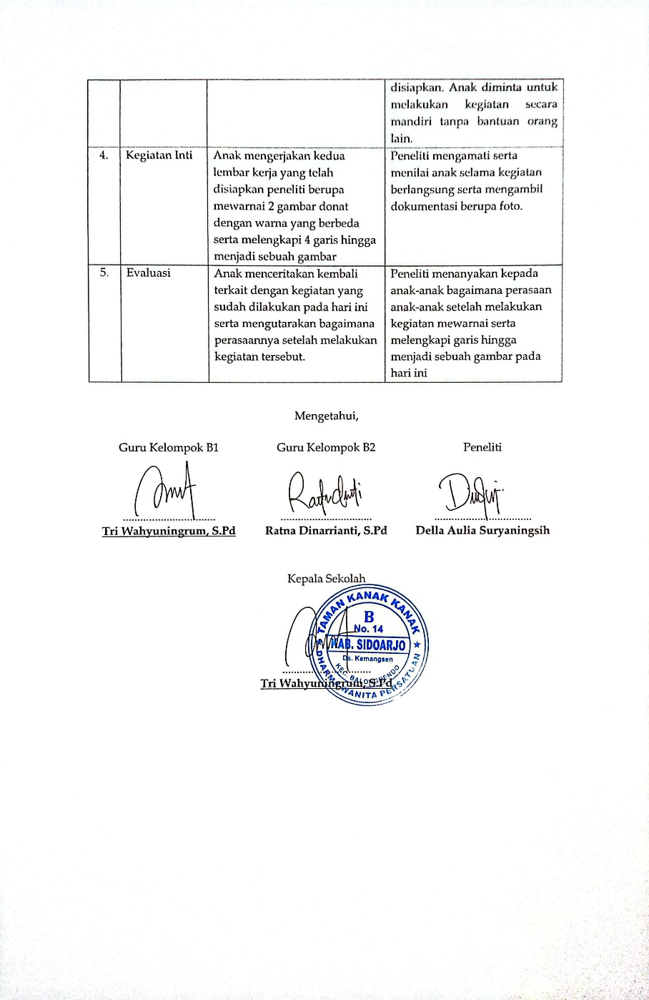 disiapkan. Anak diminta untuk
melakukan kegiatan secara
mandiri tanpa bantuan orang
lain.
4.
Kegiatan Inti
Anak mengerjakan kedua
lembar kerja yang telah
disiapkan peneliti berupa
mewarnai 2 gambar donat
dengan warna yang berbeda
serta melengkapi 4 garis hingga
menjadi sebuah gambar
Peneliti mengamati serta
menilai anak selama kegiatan
berlangsung serta mengambil
dokumentasi berupa foto.
5.
Evaluasi
Anak menceritakan kembali
terkait dengan kegiatan yang
sudah dilakukan pada hari ini
serta mengutarakan bagaimana
perasaannya setelah melakukan
kegiatan tersebut.
Peneliti menanyakan kepada
anak-anak bagaimana perasaan
anak-anak setelah melakukan
kegiatan mewarnai serta
melengkapi garis hingga
menjadi sebuah gambar pada
hari ini
Mengetahui,
Guru Kelompok B1
Guru Kelompok B2
Peneliti
Tri Wahyuningrum, S.Pd
Ratna Dinarrianti, S.Pd
Della Aulia Suryaningsih
Kepala Sekolah
TAMAN KANAK KANAK
B
No. 14
KAB. SIDOARJO
Ds. Kemangsen
KEC. BALONGBENDO
DHARMA WANITA PERSATUAN
Tri Wahyuningrum, S.Pd